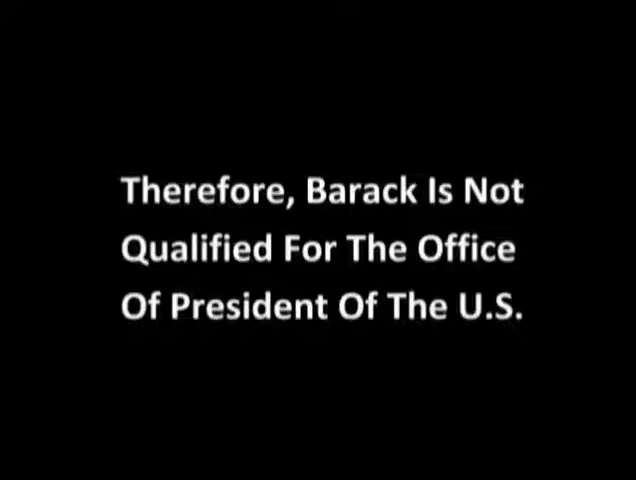 Therefore, Barack Is Not
Qualified For The Office
Of President Of The U.S.